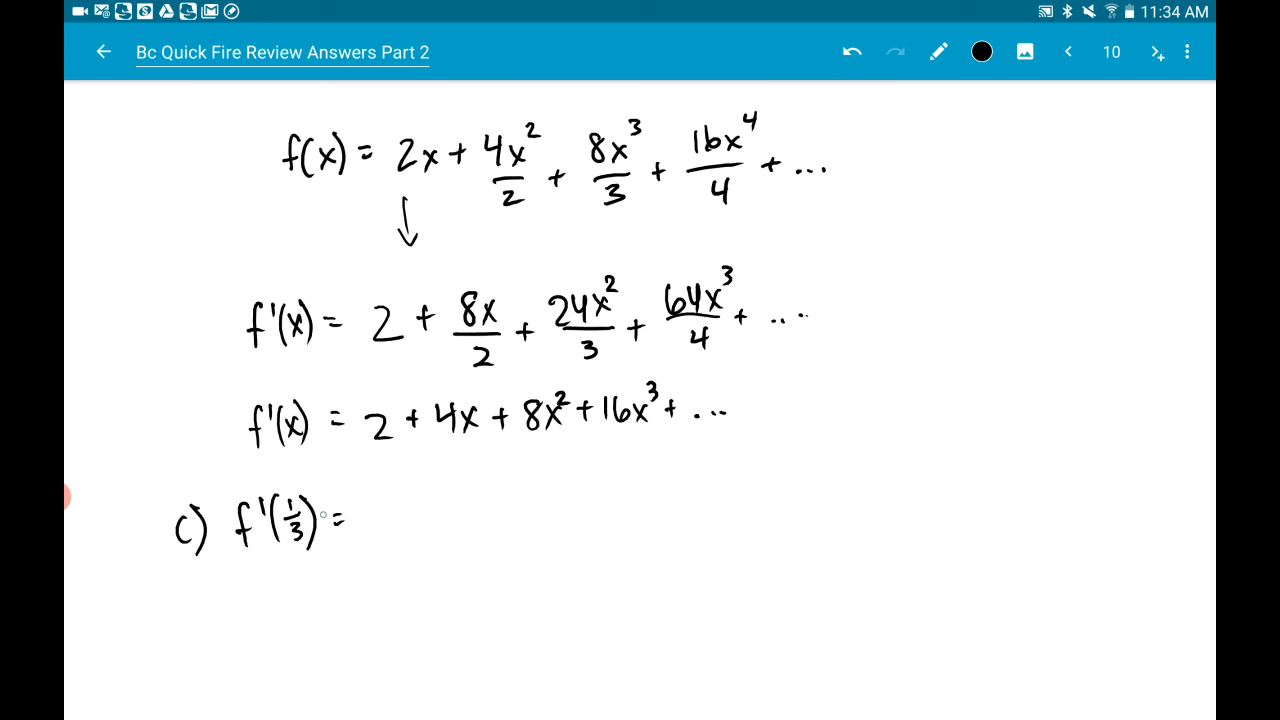 11:34 AM
Bc Quick Fire Review Answers Part 2 10
f(x) = 2x + 4x²/2 + 8x³/3 + 16x⁴/4 + ...
f'(x) = 2 + 8x/2 + 24x²/3 + 64x³/4 + ...
f'(x) = 2 + 4x + 8x² + 16x³ + ...
c) f'(1/3) =